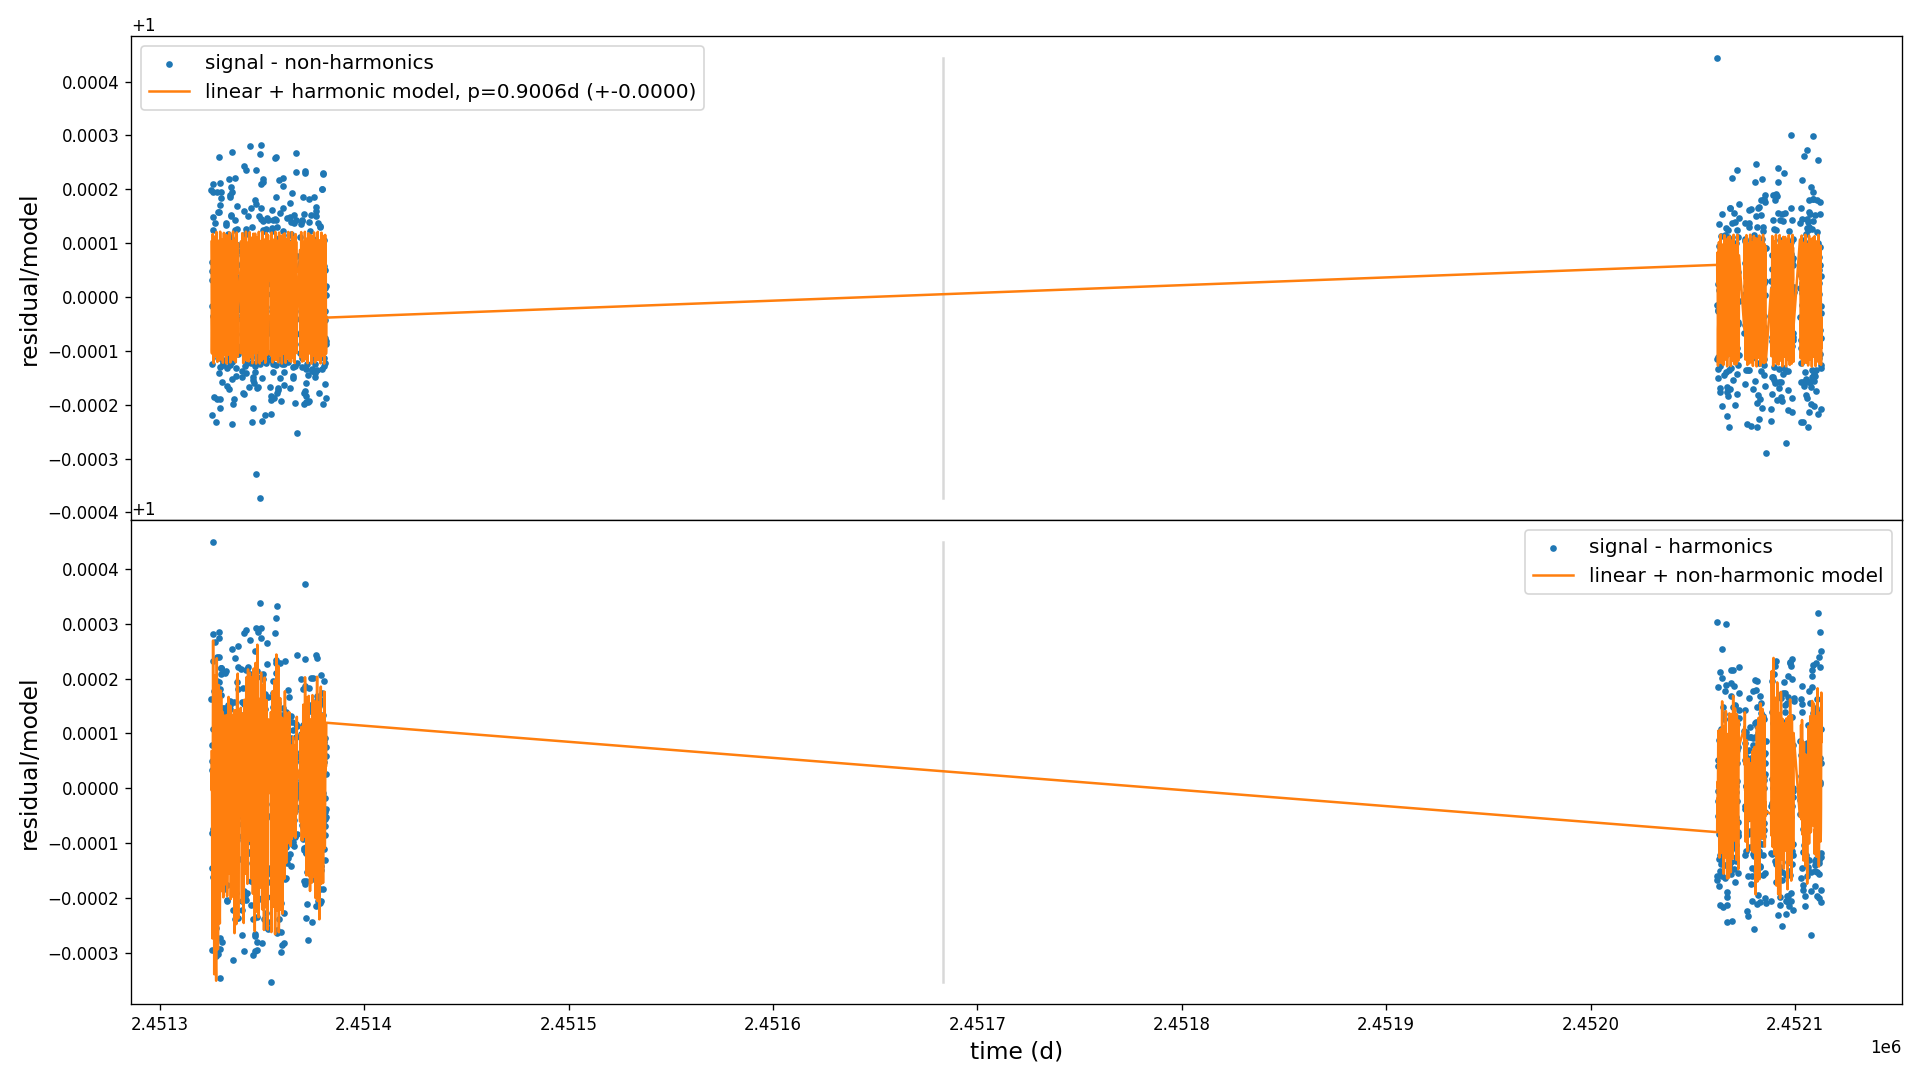 +1
signal - non-harmonics
linear + harmonic model, p=0.9006d (+-0.0000)
0.0004
0.0003
0.0002
0.0001
0.0000
−0.0001
−0.0002
−0.0003
−0.0004
residual/model
+1
signal - harmonics
linear + non-harmonic model
0.0004
0.0003
0.0002
0.0001
0.0000
−0.0001
−0.0002
−0.0003
residual/model
2.4513 2.4514 2.4515 2.4516 2.4517 2.4518 2.4519 2.4520 2.4521
time (d)
1e6